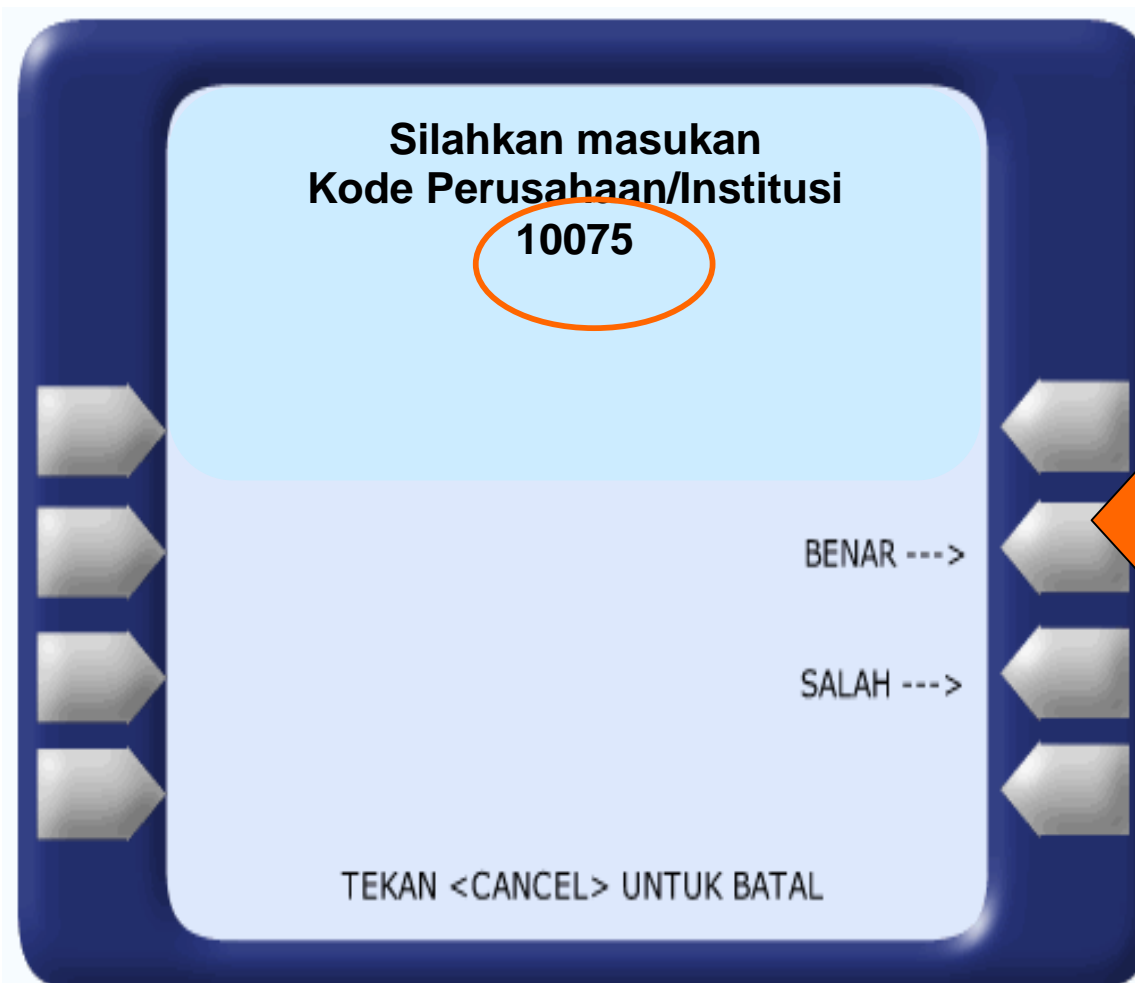 Silahkan masukan
Kode Perusahaan/Institusi
10075
BENAR --->
SALAH --->
TEKAN <CANCEL> UNTUK BATAL